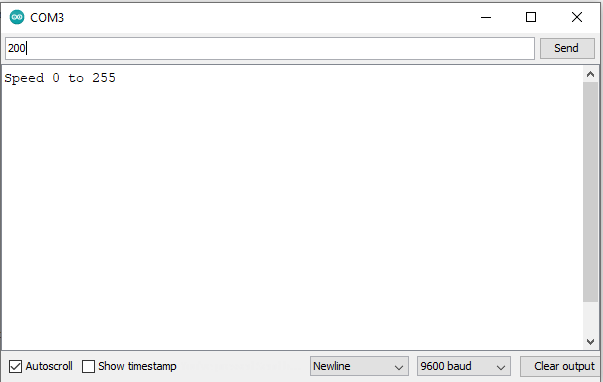 COM3
200
Send
Speed 0 to 255
Autoscroll
Show timestamp
Newline
9600 baud
Clear output